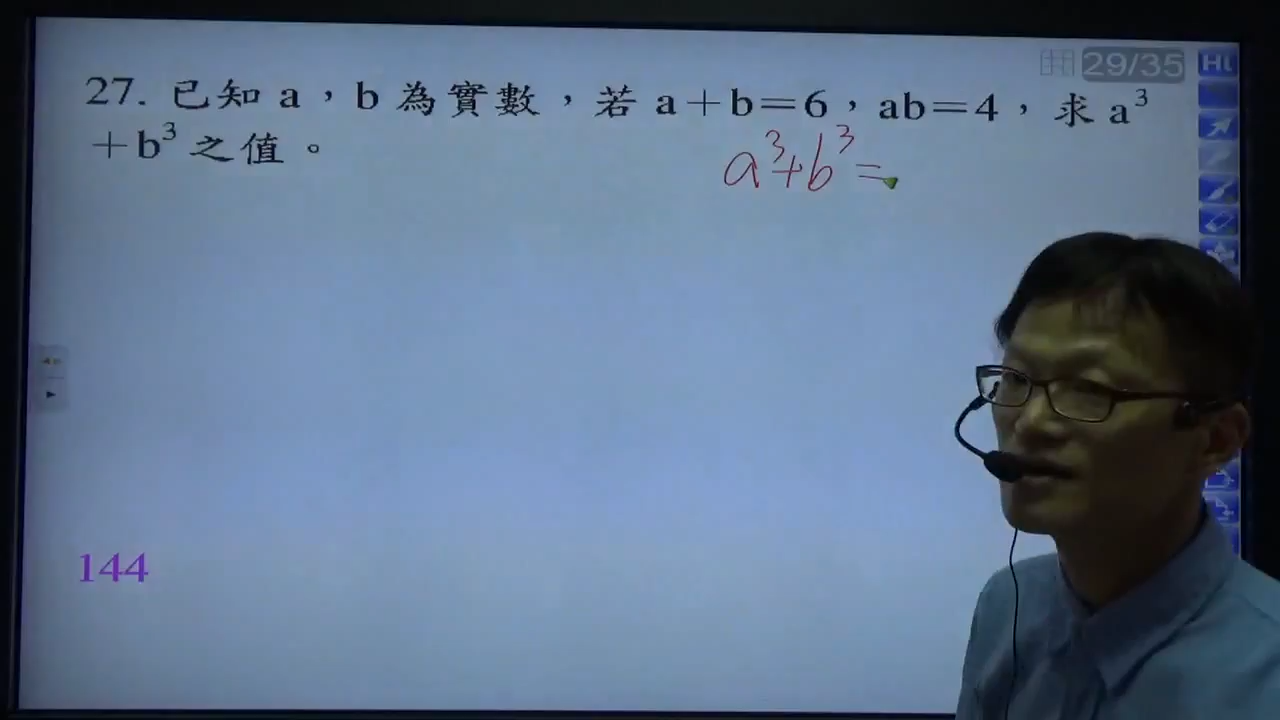 29/35
Hl
27. 已知 a，b 為實數，若 a＋b＝6，ab＝4，求 a³
＋b³ 之值。
a³+b³=
144